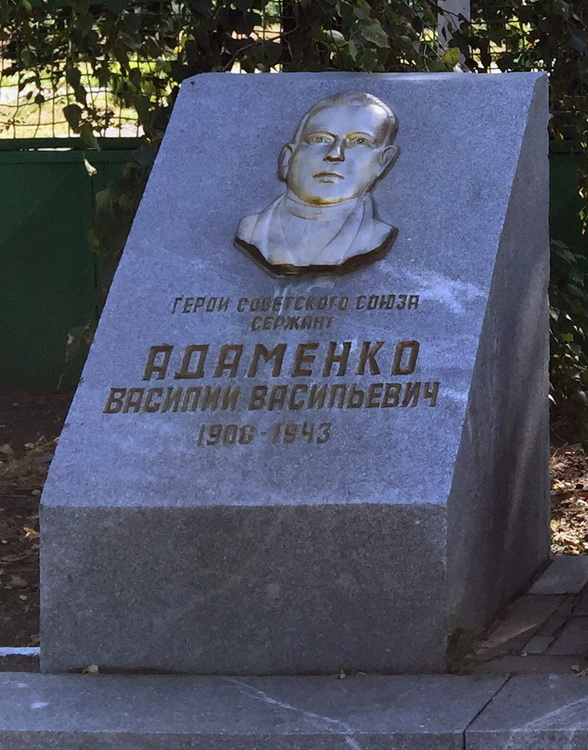 ГЕРОЙ СОВЕТСКОГО СОЮЗА
СЕРЖАНТ
АДАМЕНКО
ВАСИЛИЙ ВАСИЛЬЕВИЧ
1906-1943